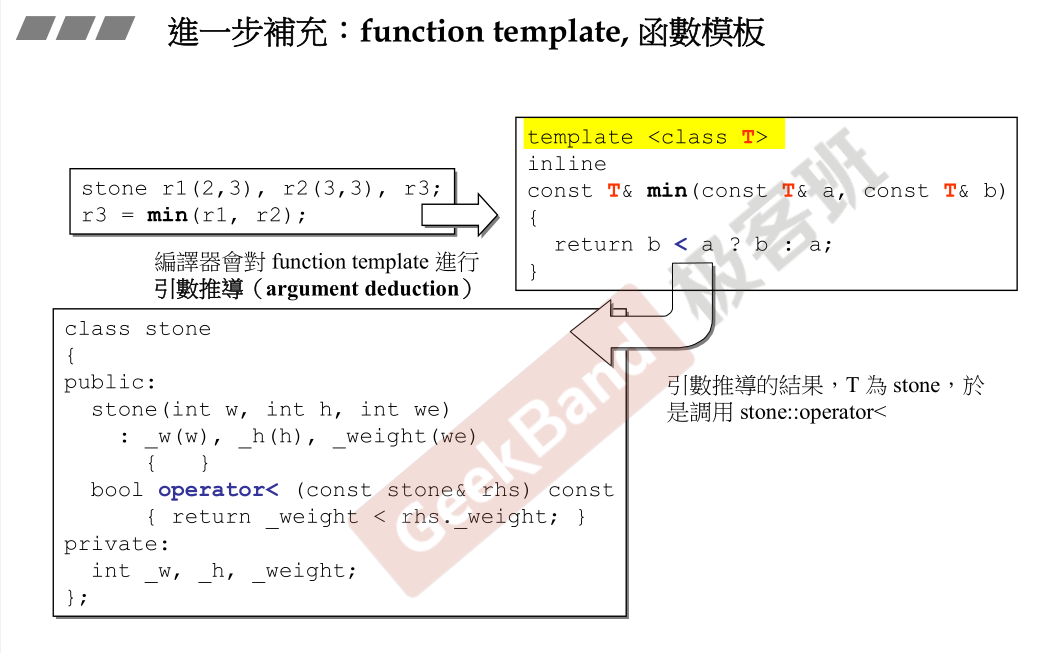 進一步補充：function template, 函數模板
stone r1(2,3), r2(3,3), r3;
r3 = min(r1, r2);
編譯器會對 function template 進行
引數推導（argument deduction）
template <class T>
inline
const T& min(const T& a, const T& b)
{
  return b < a ? b : a;
}
class stone
{
public:
  stone(int w, int h, int we)
    : _w(w), _h(h), _weight(we)
      {   }
  bool operator< (const stone& rhs) const
      { return _weight < rhs._weight; }
private:
  int _w, _h, _weight;
};
引數推導的結果，T 為 stone，於
是調用 stone::operator<
GeekBand 极客班